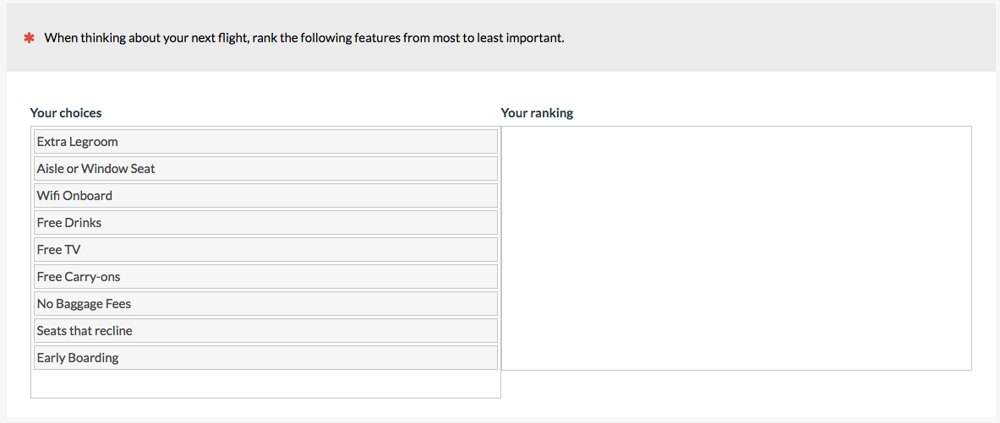 * When thinking about your next flight, rank the following features from most to least important.
Your choices
Your ranking
Extra Legroom
Aisle or Window Seat
Wifi Onboard
Free Drinks
Free TV
Free Carry-ons
No Baggage Fees
Seats that recline
Early Boarding